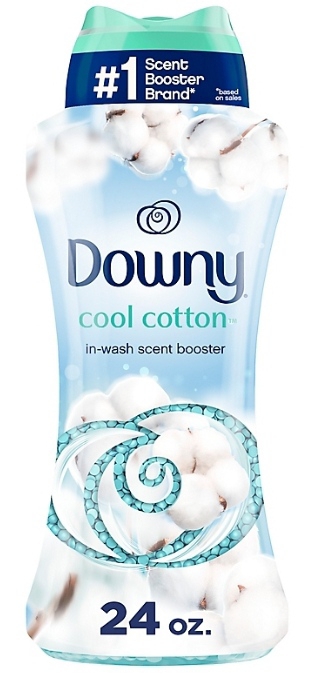 #1 Scent
Booster
Brand*
*based
on sales
Downy
cool cotton™
in-wash scent booster
24 oz.